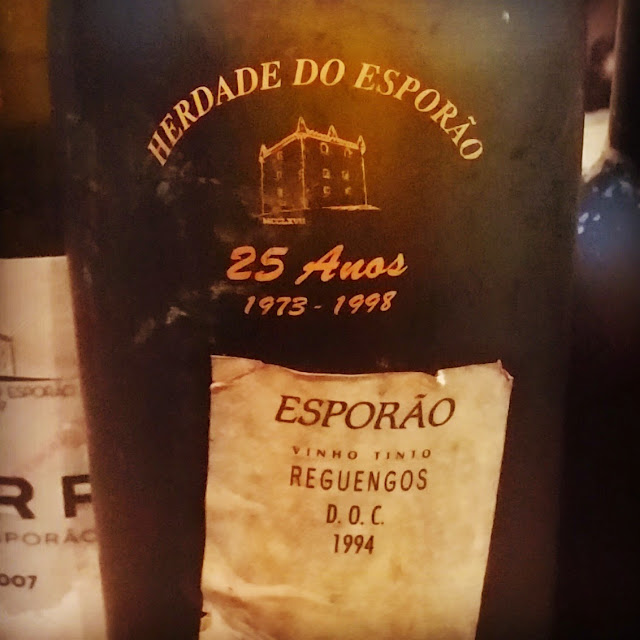 HERDADE DO ESPORÃO
25 Anos
1973 - 1998
ESPORÃO
VINHO TINTO
REGUENGOS
D. O. C.
1994